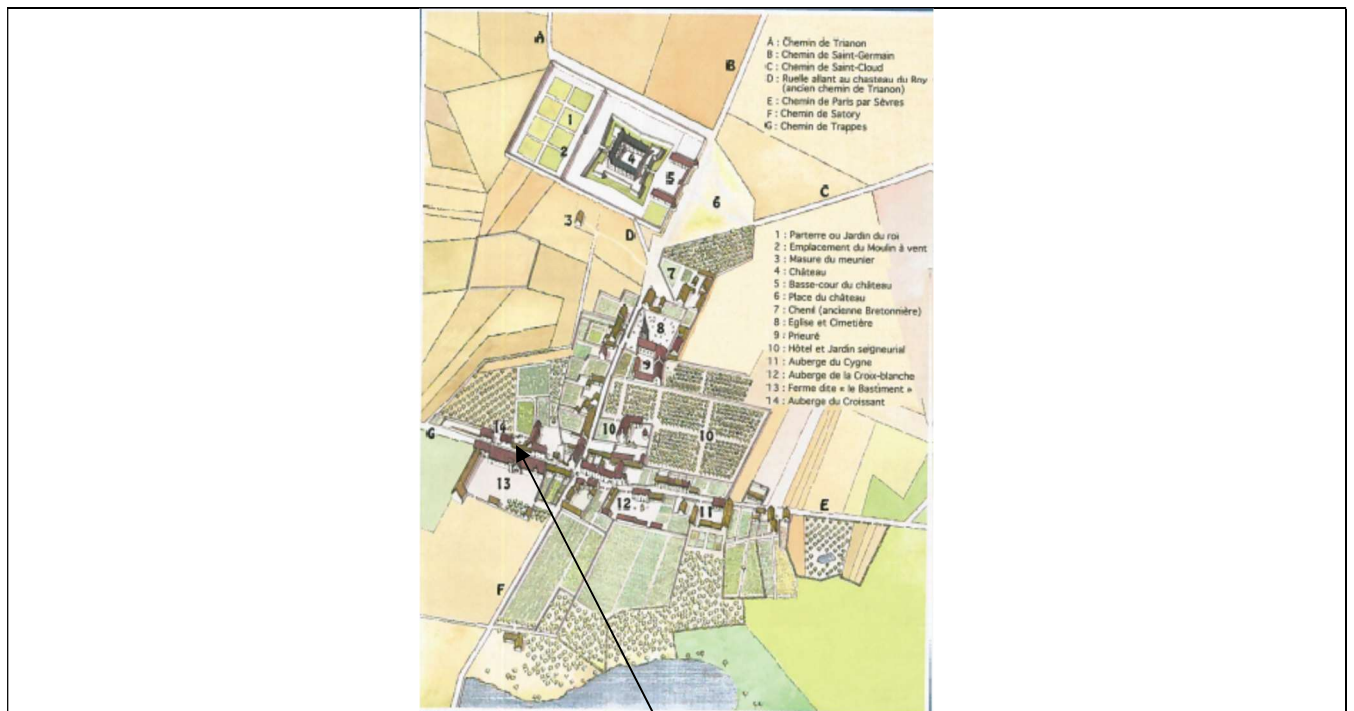 A
B
A : Chemin de Trianon
B : Chemin de Saint-Germain
C : Chemin de Saint-Cloud
D : Ruelle allant au chasteau du Roy
(ancien chemin de Trianon)
E : Chemin de Paris par Sèvres
F : Chemin de Satory
G : Chemin de Trappes
1
2
4
5
C
6
3
D
1 : Parterre ou Jardin du roi
2 : Emplacement du Moulin à vent
3 : Masure du meunier
4 : Château
5 : Basse-cour du château
6 : Place du château
7 : Chenil (ancienne Bretonnière)
8 : Eglise et Cimetière
9 : Prieuré
10 : Hôtel et Jardin seigneurial
11 : Auberge du Cygne
12 : Auberge de la Croix-blanche
13 : Ferme dite « le Bastiment »
14 : Auberge du Croissant
7
8
9
14
10
10
G
13
12
11
E
F